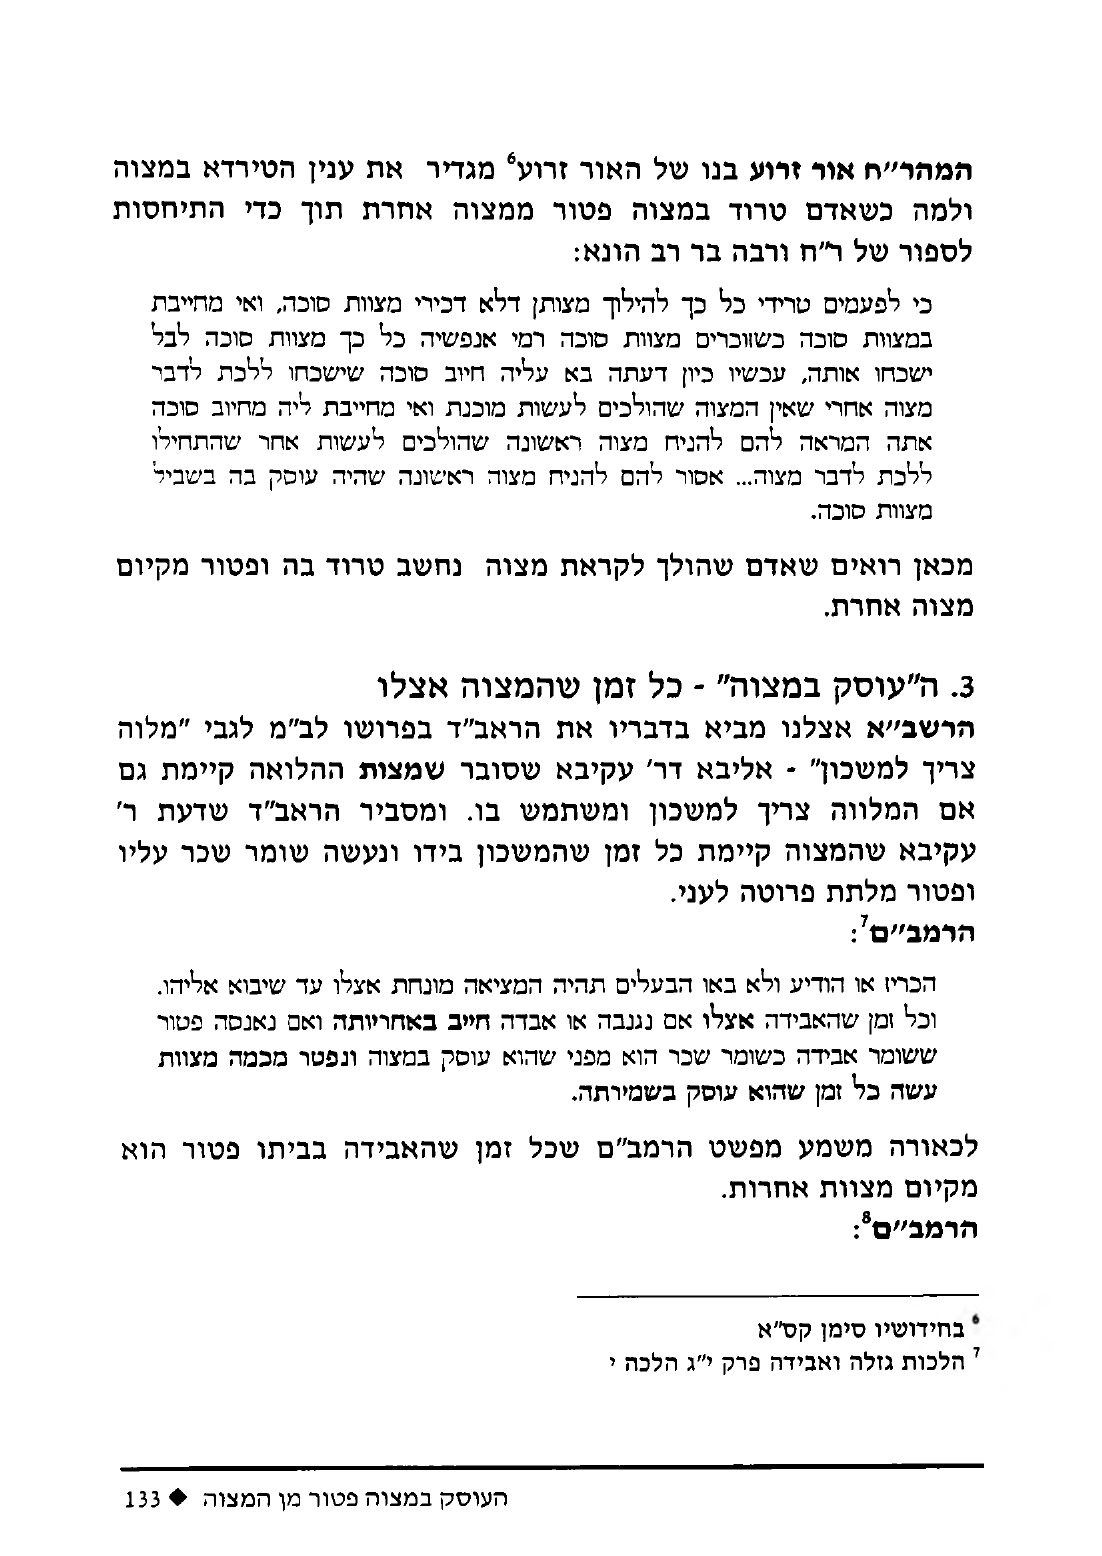 המהר״ח אור זרוע בנו של האור זרוע⁶ מגדיר את ענין הטירדא במצוה
ולמה כשאדם טרוד במצוה פטור ממצוה אחרת תוך כדי התיחסות
לספור של ר״ח ורבה בר רב הונא:
כי לפעמים טרידי כל כך להילוך מצותן דלא דכירי מצוות סוכה, ואי מחייבת
במצוות סוכה כשזוכרים מצוות סוכה רמי אנפשיה כל כך מצוות סוכה לבל
ישכחו אותה, עכשיו כיון דעתה בא עליה חיוב סוכה שישכחו ללכת לדבר
מצוה אחרי שאין המצוה שהולכים לעשות מוכנת ואי מחייבת ליה מחיוב סוכה
אתה המראה להם להניח מצוה ראשונה שהולכים לעשות אחר שהתחילו
ללכת לדבר מצוה... אסור להם להניח מצוה ראשונה שהיה עוסק בה בשביל
מצוות סוכה.
מכאן רואים שאדם שהולך לקראת מצוה נחשב טרוד בה ופטור מקיום
מצוה אחרת.
3. ה״עוסק במצוה״ - כל זמן שהמצוה אצלו
הרשב״א אצלנו מביא בדבריו את הראב״ד בפרושו לב״מ לגבי ״מלוה
צריך למשכון״ - אליבא דר׳ עקיבא שסובר שמצות ההלואה קיימת גם
אם המלווה צריך למשכון ומשתמש בו. ומסביר הראב״ד שדעת ר׳
עקיבא שהמצוה קיימת כל זמן שהמשכון בידו ונעשה שומר שכר עליו
ופטור מלתת פרוטה לעני.
הרמב״ם⁷:
הכריז או הודיע ולא באו הבעלים תהיה המציאה מונחת אצלו עד שיבוא אליהו.
וכל זמן שהאבידה אצלו אם נגנבה או אבדה חייב באחריותה ואם נאנסה פטור
ששומר אבידה כשומר שכר הוא מפני שהוא עוסק במצוה ונפטר מכמה מצוות
עשה כל זמן שהוא עוסק בשמירתה.
לכאורה משמע מפשט הרמב״ם שכל זמן שהאבידה בביתו פטור הוא
מקיום מצוות אחרות.
הרמב״ם⁸:
⁶ בחידושיו סימן קס״א
⁷ הלכות גזלה ואבידה פרק י״ג הלכה י
העוסק במצוה פטור מן המצוה ◆ 133